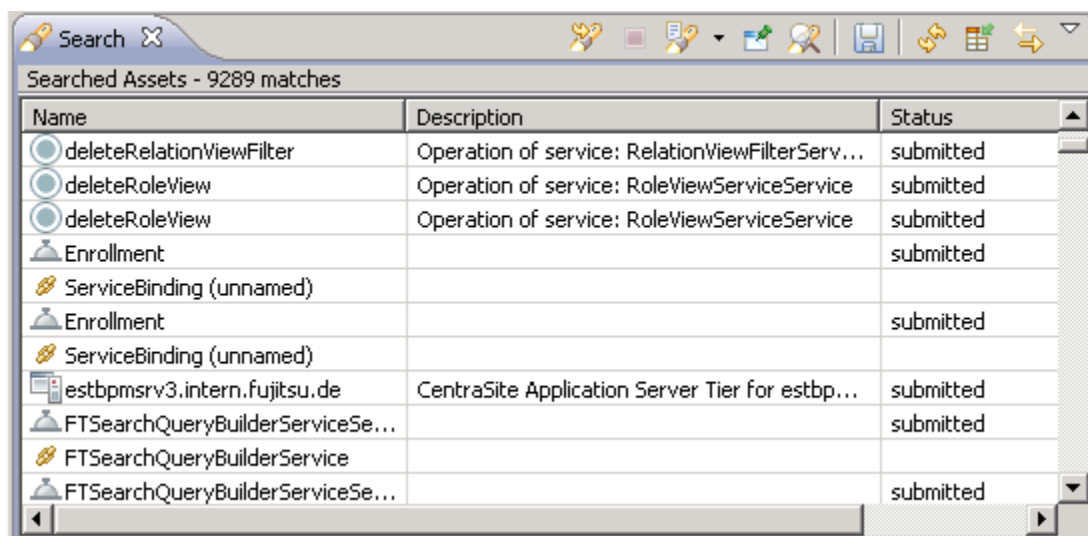 Search
Searched Assets - 9289 matches
Name Description Status
deleteRelationViewFilter Operation of service: RelationViewFilterServ... submitted
deleteRoleView Operation of service: RoleViewServiceService submitted
deleteRoleView Operation of service: RoleViewServiceService submitted
Enrollment submitted
ServiceBinding (unnamed)
Enrollment submitted
ServiceBinding (unnamed)
estbpmsrv3.intern.fujitsu.de CentraSite Application Server Tier for estbp... submitted
FTSearchQueryBuilderServiceSe... submitted
FTSearchQueryBuilderService
FTSearchQueryBuilderServiceSe... submitted